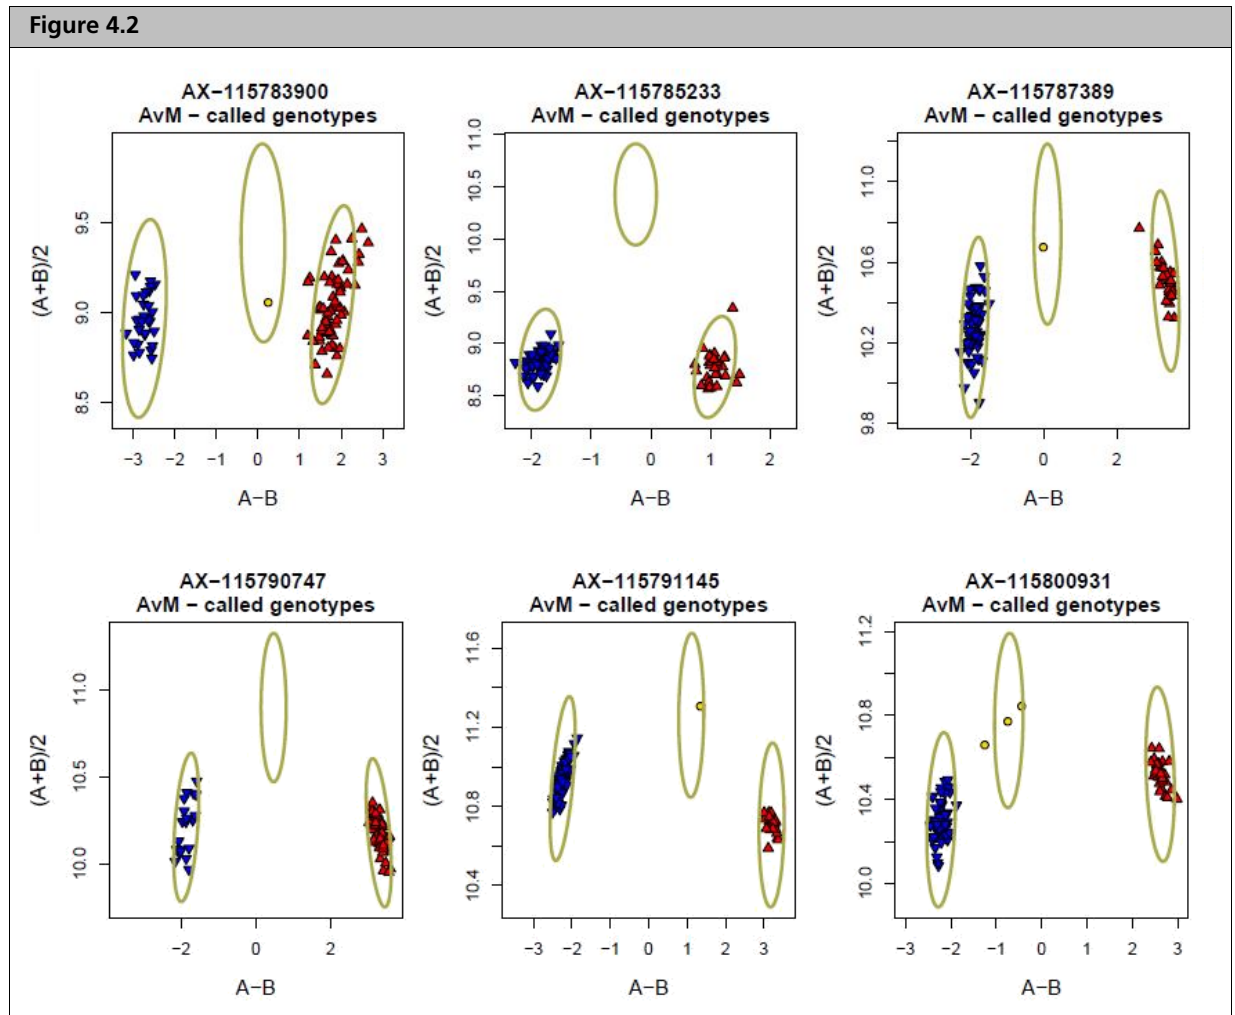 Figure 4.2
AX−115783900
AvM − called genotypes
(A+B)/2
9.5
9.0
8.5
−3 −2 −1 0 1 2 3
A−B
AX−115785233
AvM − called genotypes
(A+B)/2
11.0
10.5
10.0
9.5
9.0
8.5
−2 −1 0 1 2
A−B
AX−115787389
AvM − called genotypes
(A+B)/2
11.0
10.6
10.2
9.8
−2 0 2
A−B
AX−115790747
AvM − called genotypes
(A+B)/2
11.0
10.5
10.0
−2 0 2
A−B
AX−115791145
AvM − called genotypes
(A+B)/2
11.6
11.2
10.8
10.4
−3 −2 −1 0 1 2 3
A−B
AX−115800931
AvM − called genotypes
(A+B)/2
11.2
10.8
10.4
10.0
−3 −2 −1 0 1 2 3
A−B